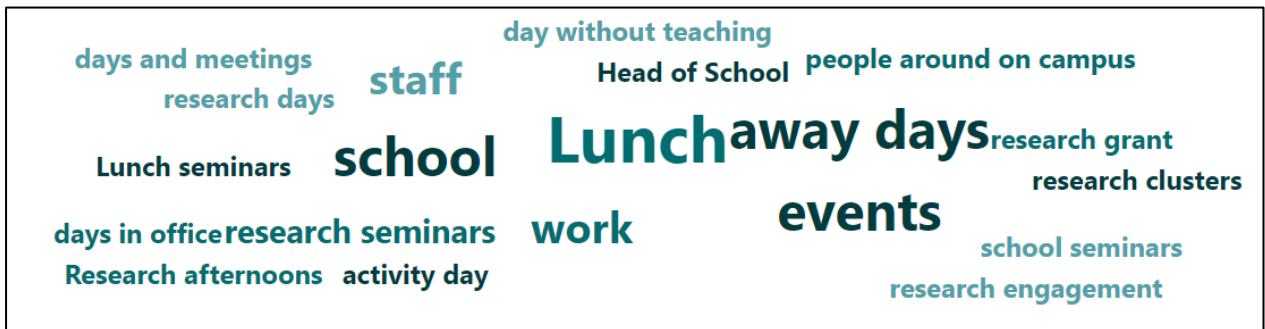 day without teaching
days and meetings
staff
Head of School
people around on campus
research days
Lunch
away days
research grant
school
Lunch seminars
research clusters
events
days in office
research seminars
work
school seminars
Research afternoons
activity day
research engagement